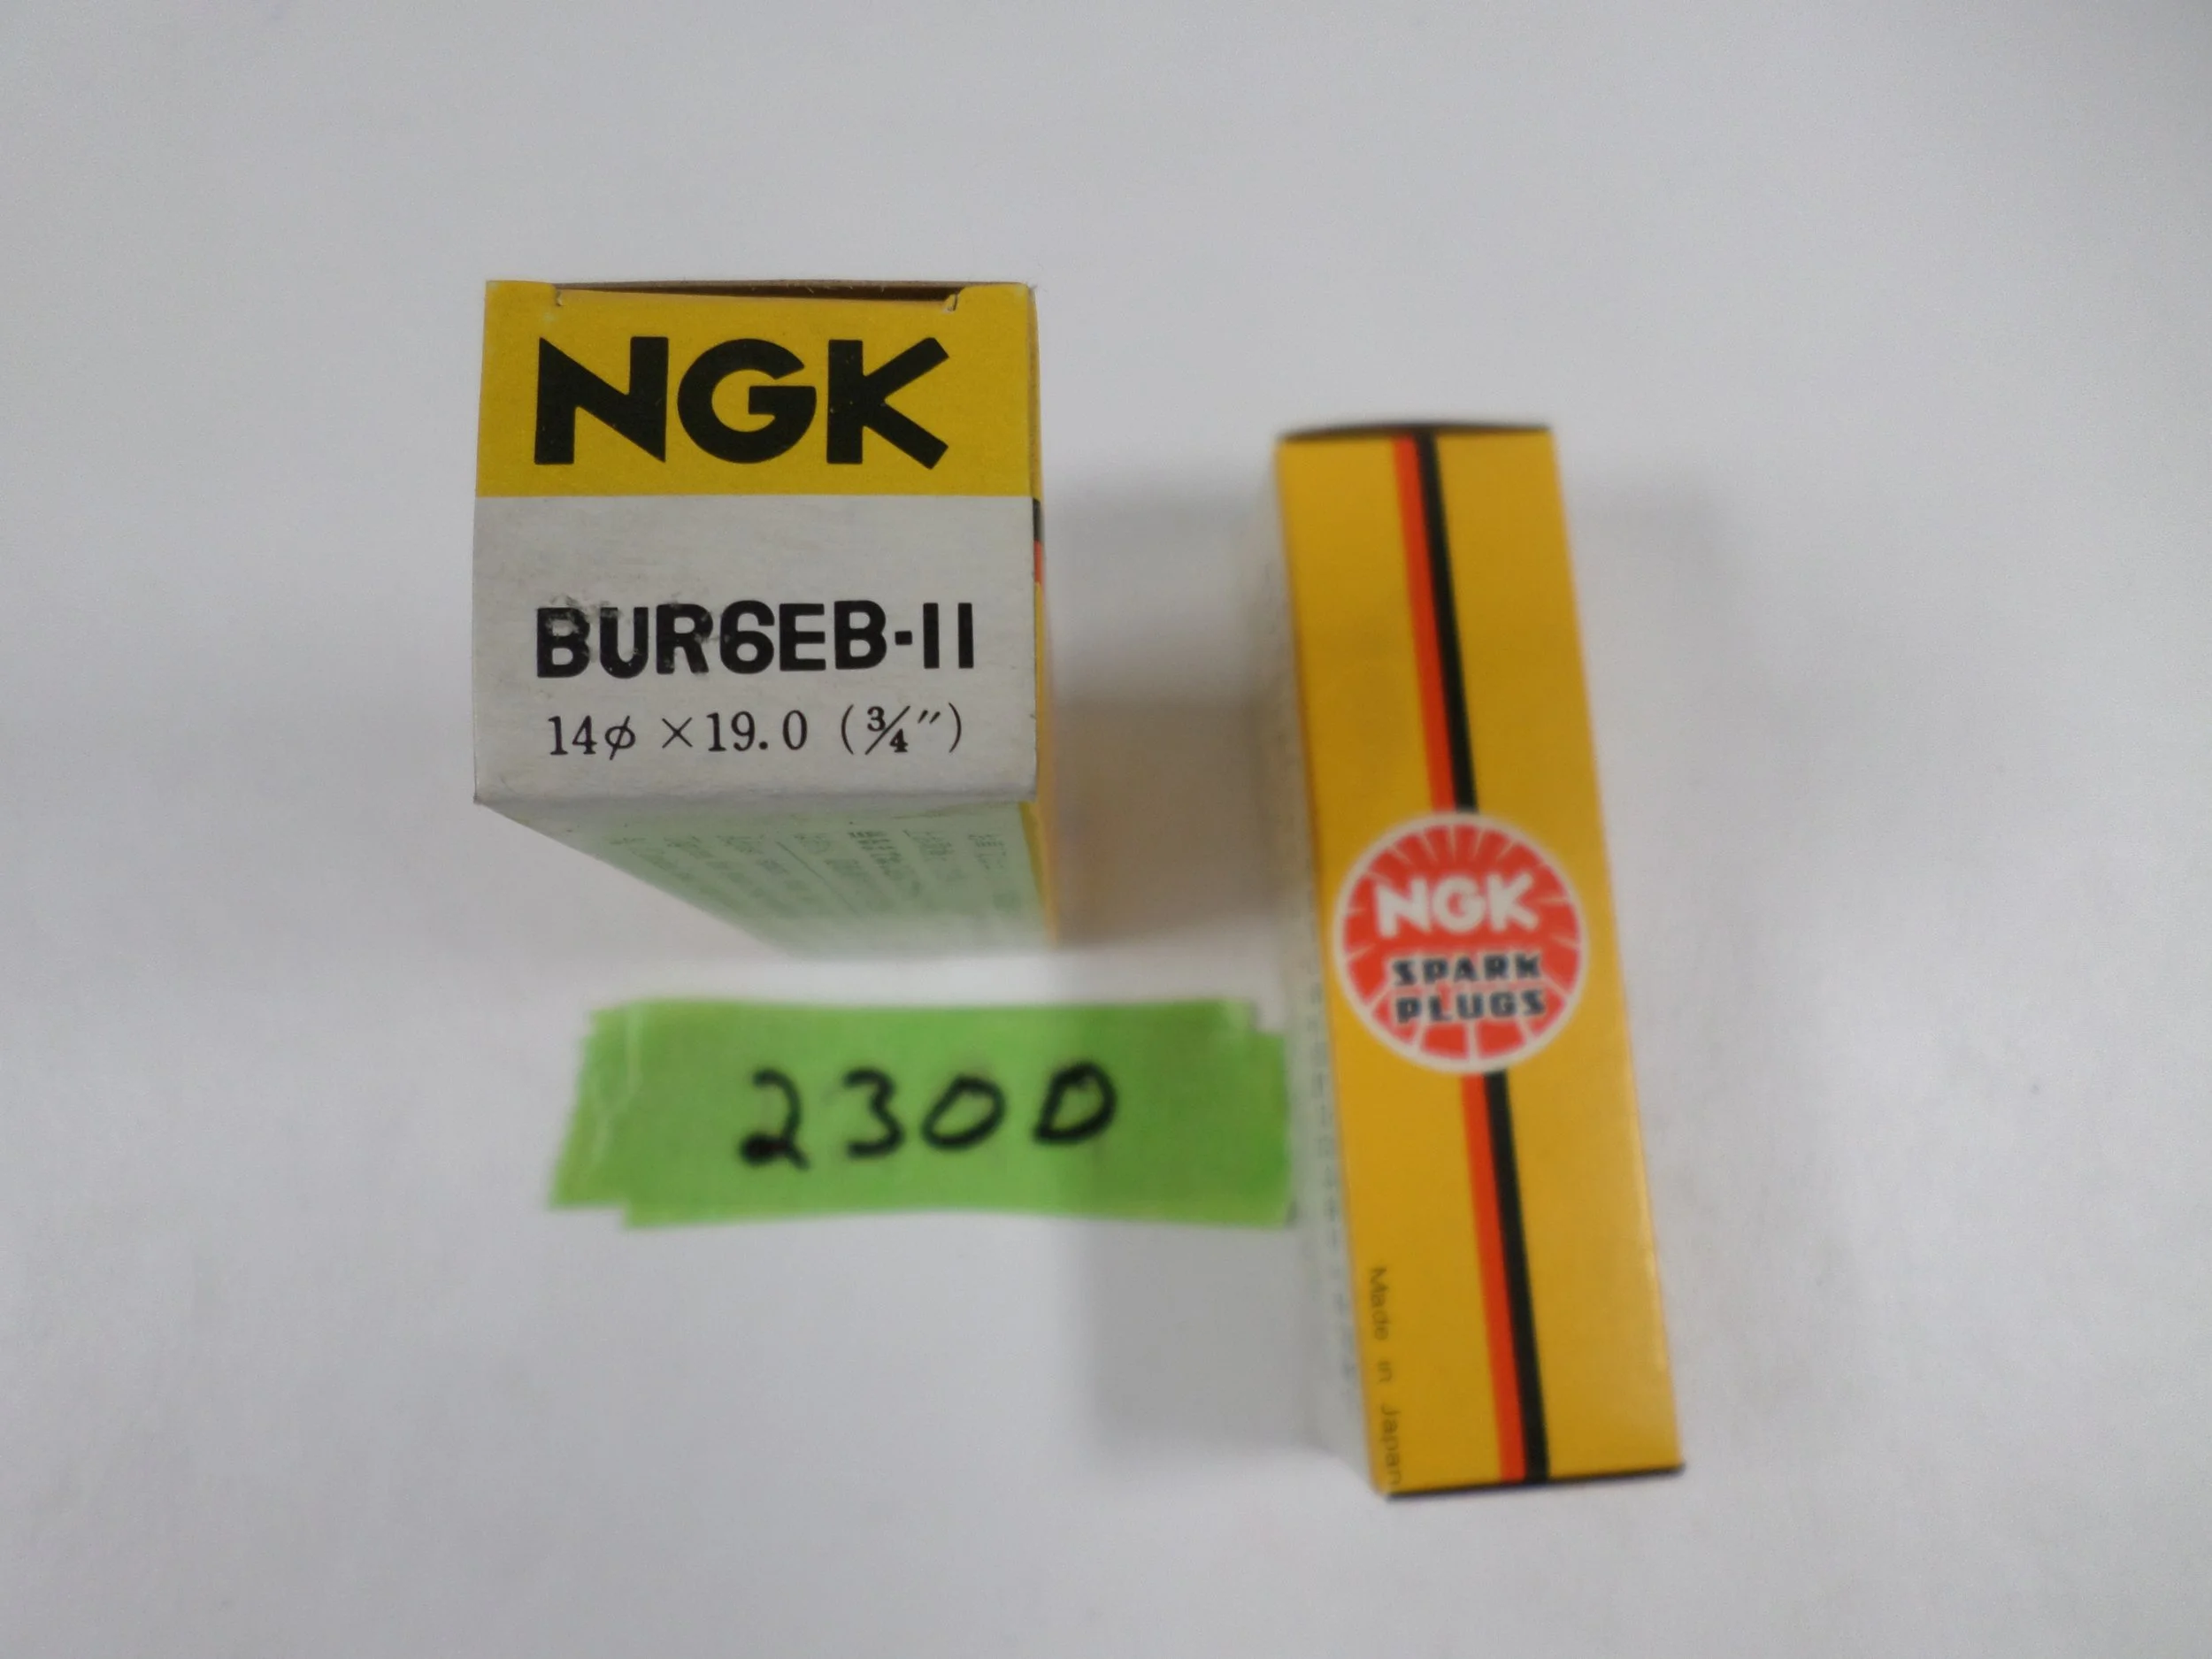 NGK
BUR6EB-11
14φ ×19.0 (¾")
NGK
SPARK
PLUGS
2300
Made in Japan